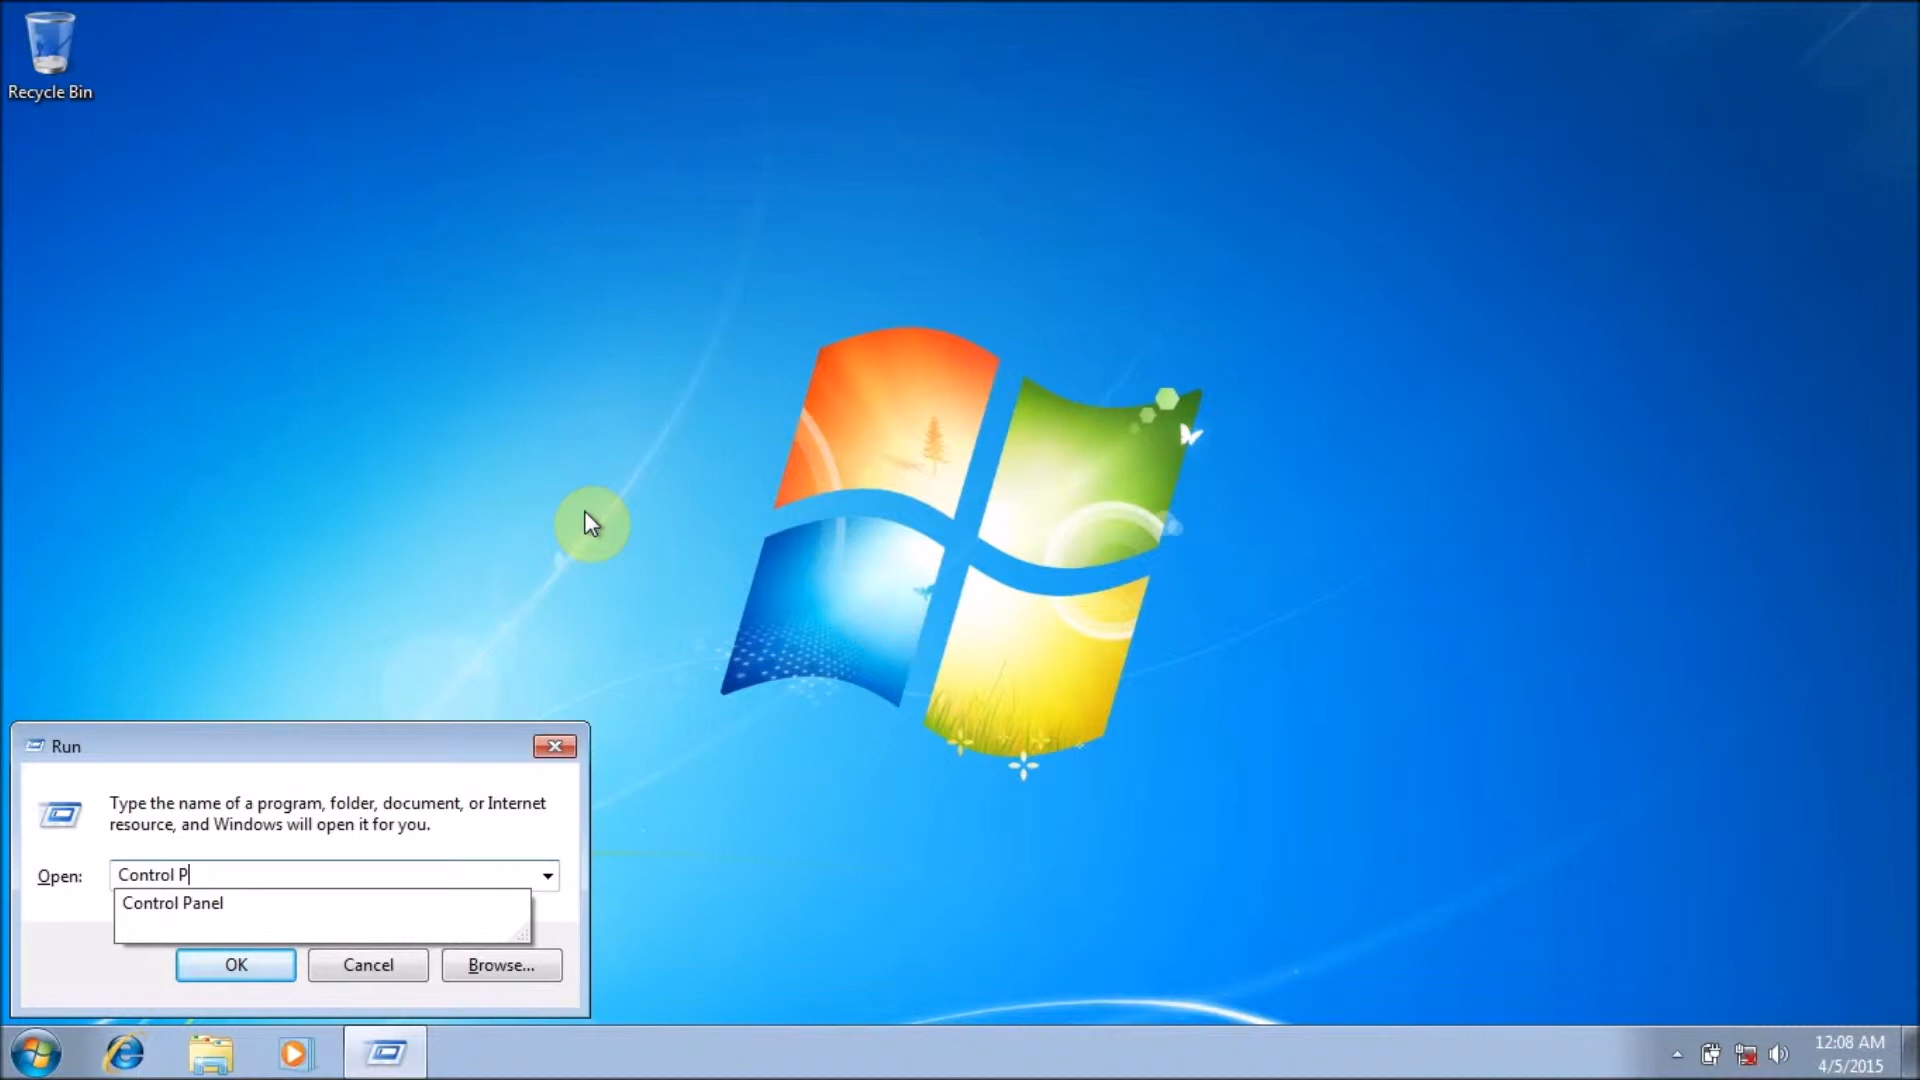 Recycle Bin
Run
Type the name of a program, folder, document, or Internet
resource, and Windows will open it for you.
Open:
Control P
Control Panel
OK
Cancel
Browse...
12:08 AM
4/5/2015